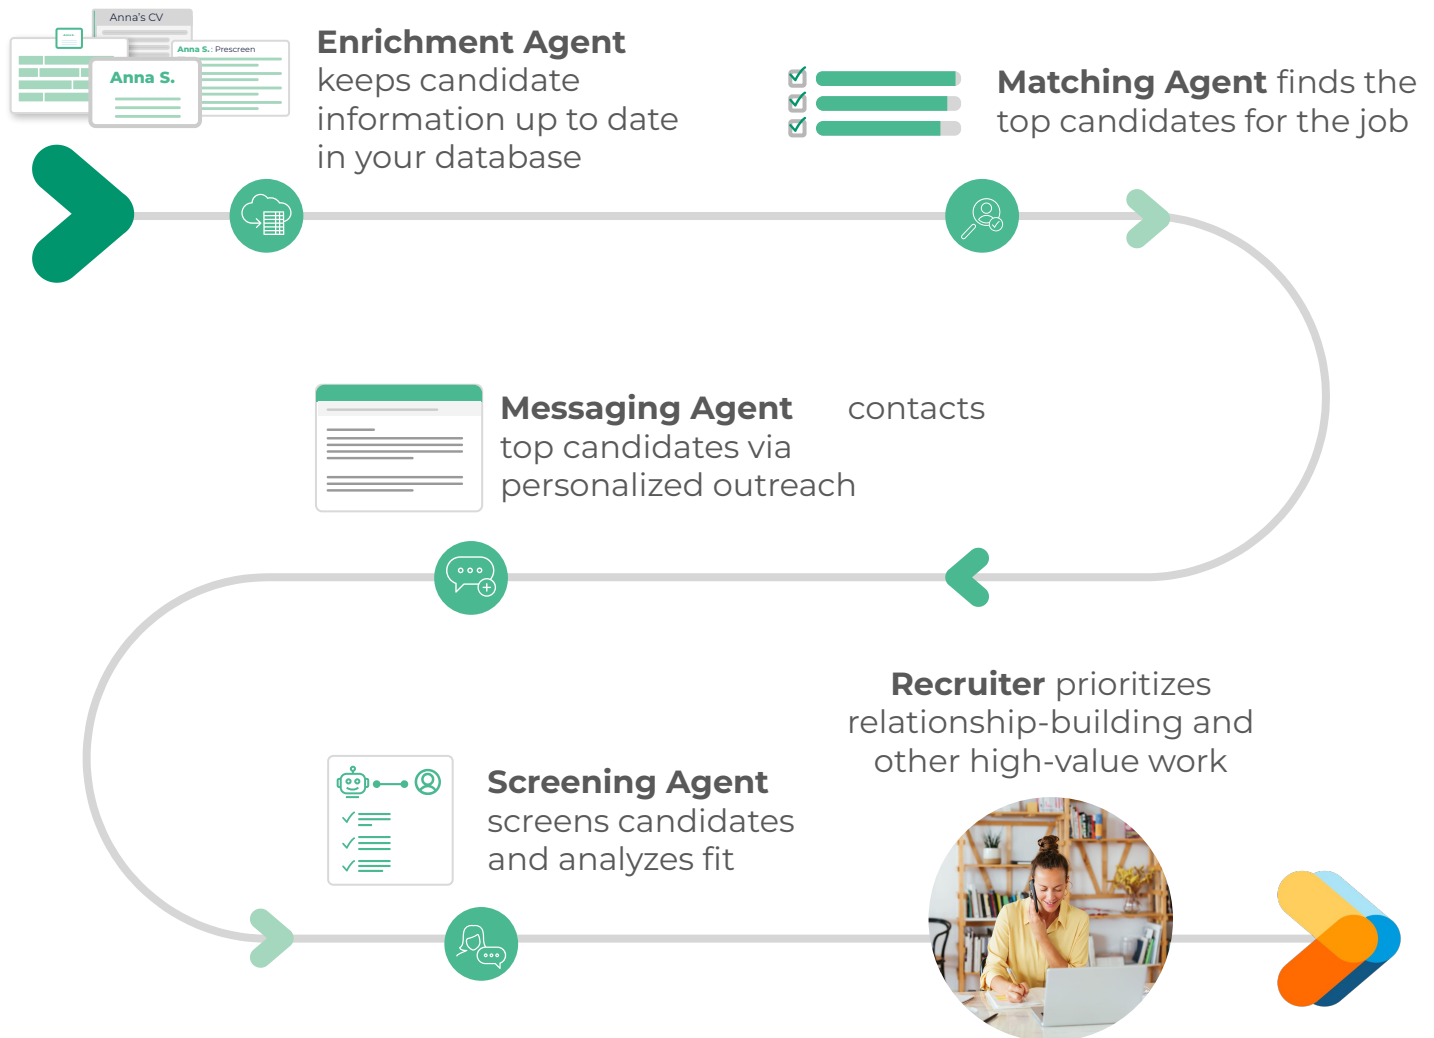 Anna's CV
Anna S.: Prescreen
Anna S.
Enrichment Agent
keeps candidate
information up to date
in your database
Matching Agent finds the
top candidates for the job
Messaging Agent contacts
top candidates via
personalized outreach
Recruiter prioritizes
relationship-building and
other high-value work
Screening Agent
screens candidates
and analyzes fit